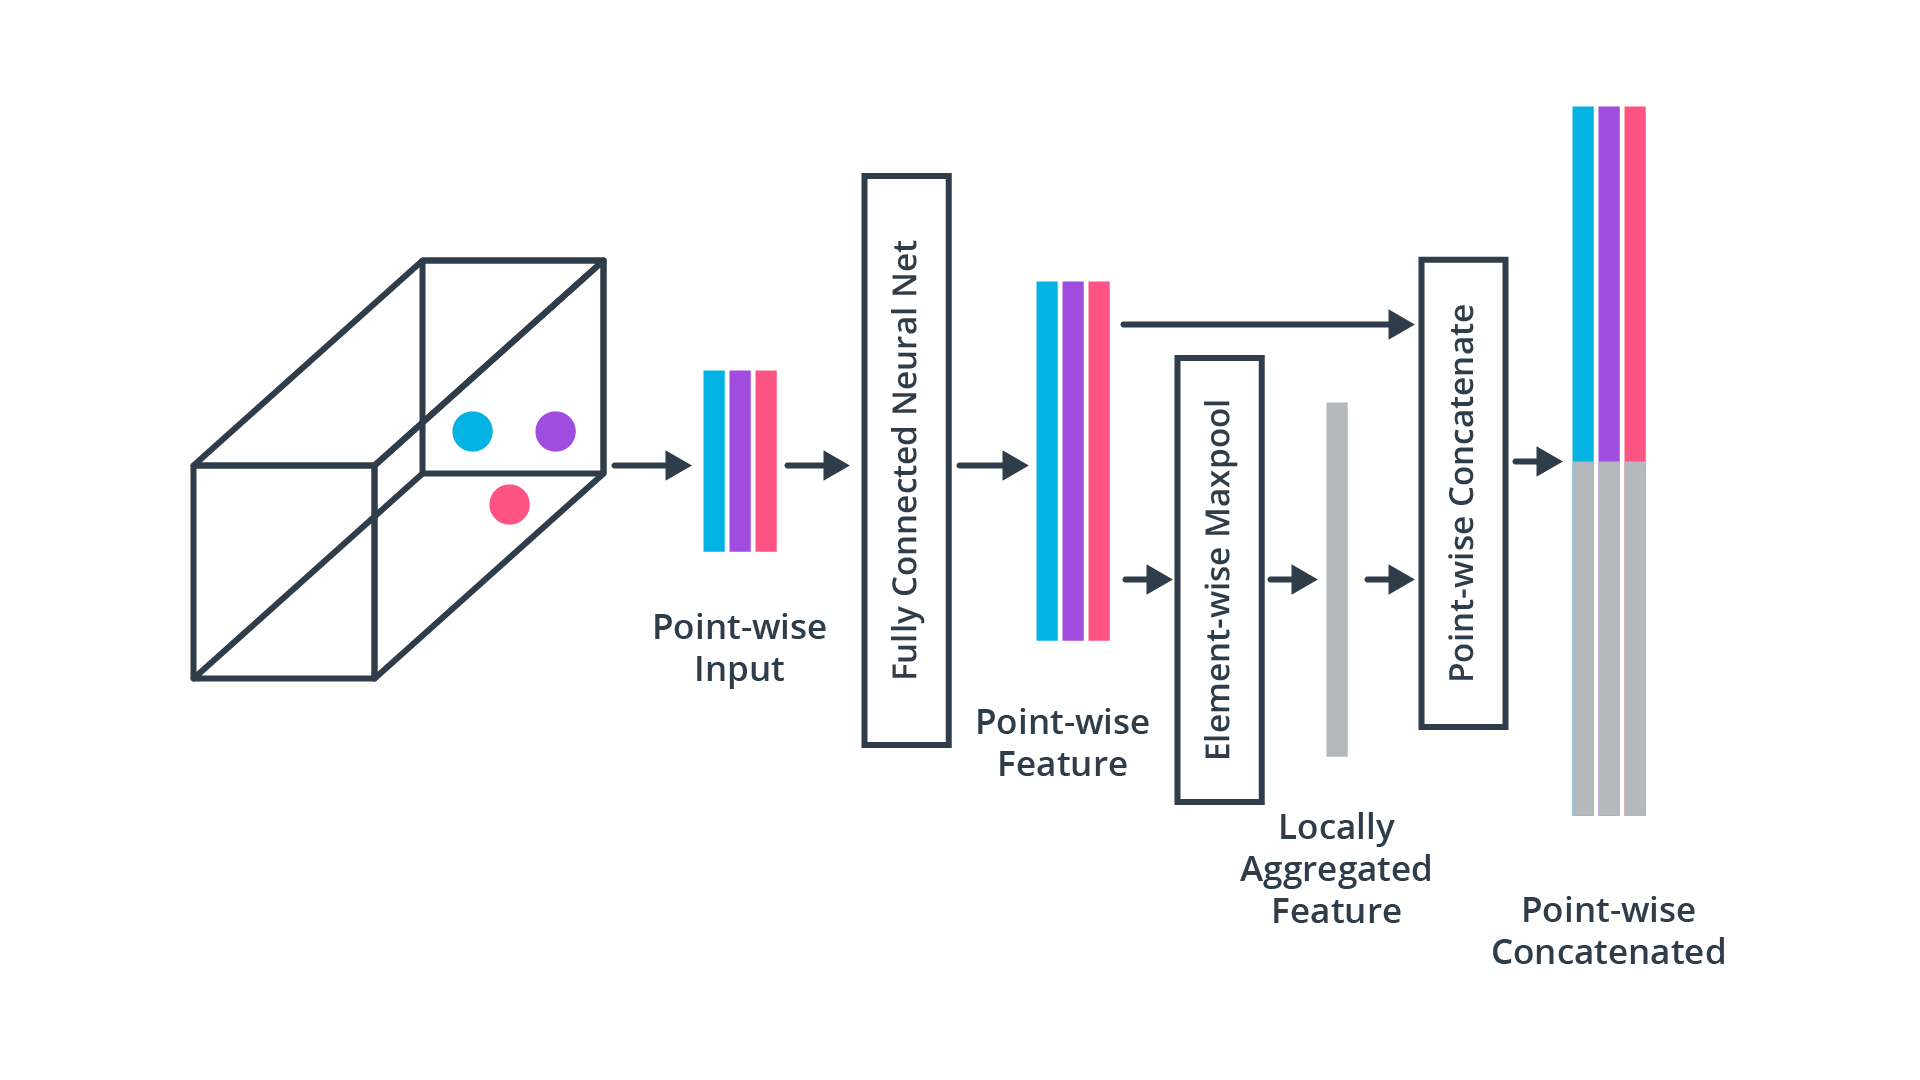 Point-wise
Input
Fully Connected Neural Net
Point-wise
Feature
Element-wise Maxpool
Locally
Aggregated
Feature
Point-wise Concatenate
Point-wise
Concatenated